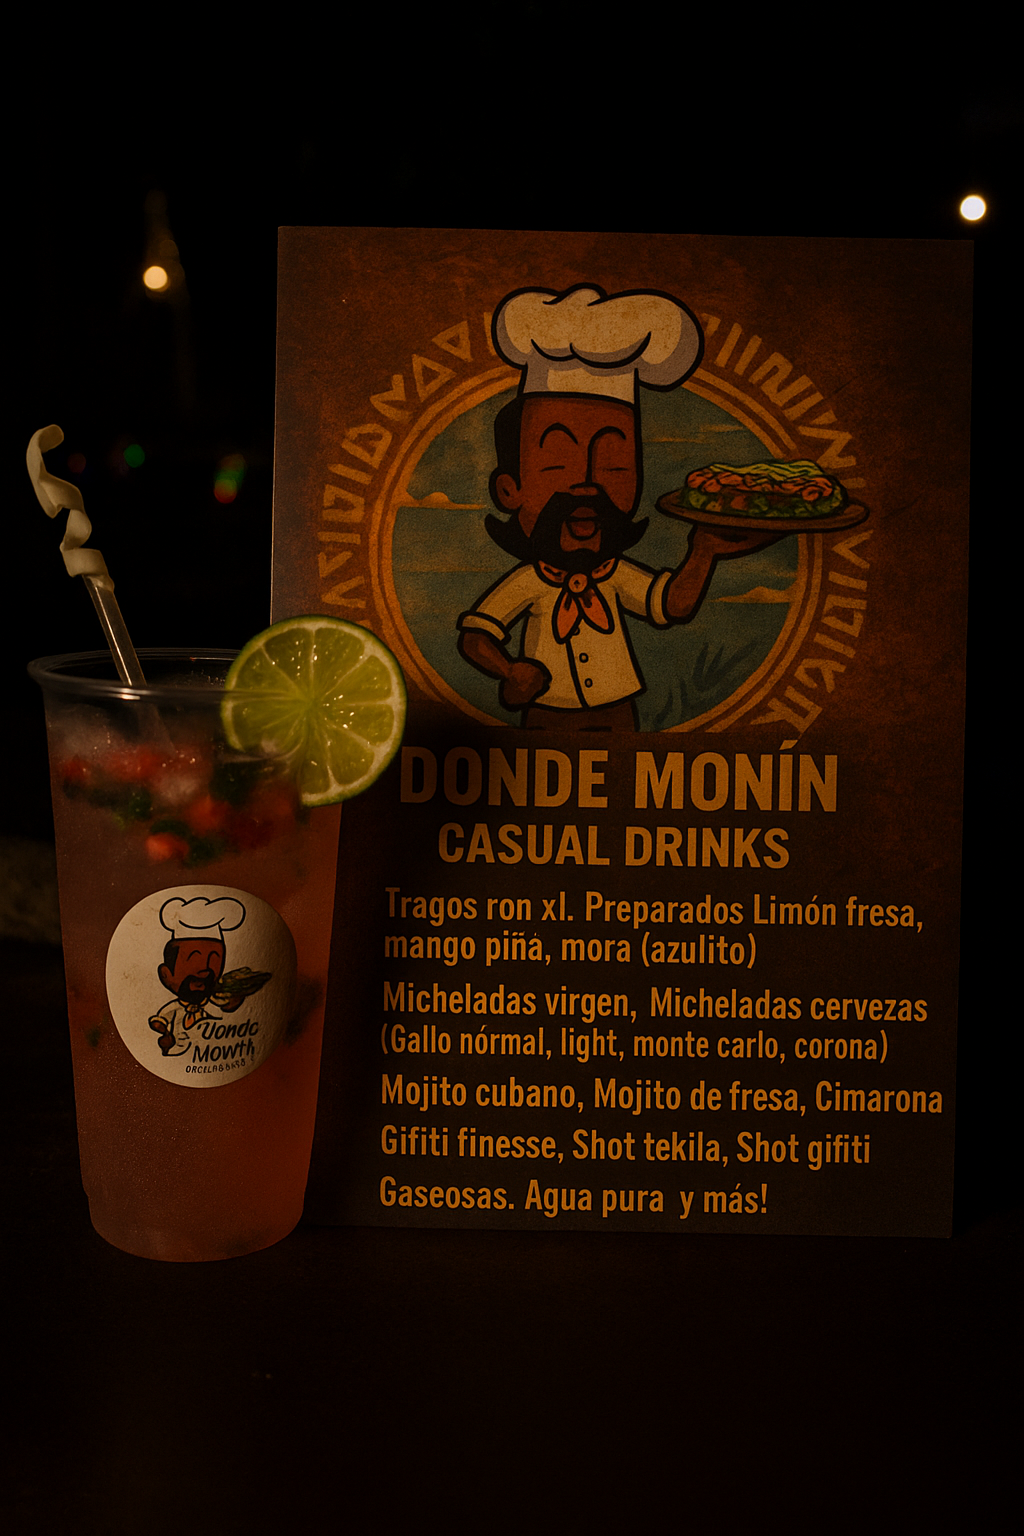 DONDE MONÍN
CASUAL DRINKS
Tragos ron xl. Preparados Limón fresa,
mango piña, mora (azulito)
Micheladas virgen, Micheladas cervezas
(Gallo nórmal, light, monte carlo, corona)
Mojito cubano, Mojito de fresa, Cimarona
Gifiti finesse, Shot tekila, Shot gifiti
Gaseosas. Agua pura y más!
Mowth